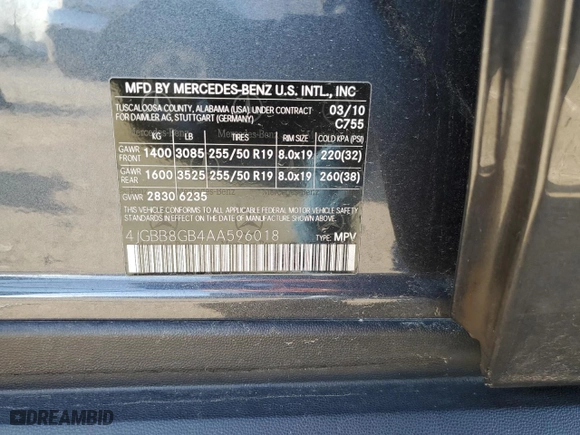 MFD BY MERCEDES-BENZ U.S. INTL., INC
TUSCALOOSA COUNTY, ALABAMA (USA) UNDER CONTRACT
FOR DAIMLER AG, STUTTGART (GERMANY)
03/10
C755
KG LB TIRES RIM SIZE COLD KPA (PSI)
GAWR FRONT 1400 3085 255/50 R19 8.0x19 220(32)
GAWR REAR 1600 3525 255/50 R19 8.0x19 260(38)
GVWR 2830 6235
THIS VEHICLE CONFORMS TO ALL APPLICABLE FEDERAL MOTOR VEHICLE
SAFETY STANDARDS IN EFFECT ON THE DATE OF MANUFACTURE SHOWN ABOVE.
4JGBB8GB4AA596018 TYPE: MPV
DREAMBID